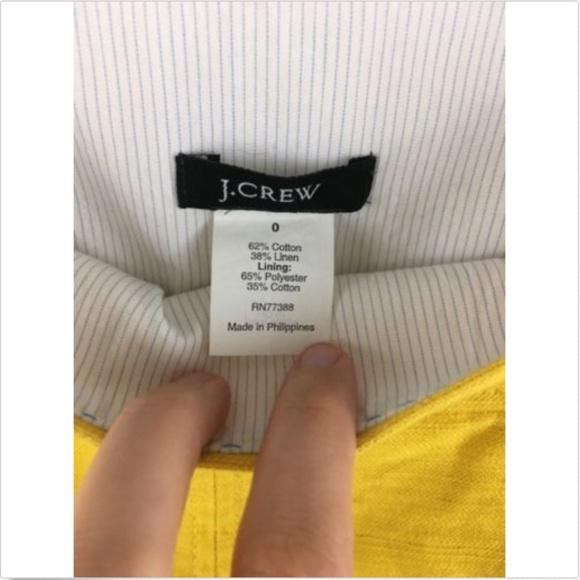 J.CREW
0
62% Cotton
38% Linen
Lining:
65% Polyester
35% Cotton
RN77388
Made in Philippines